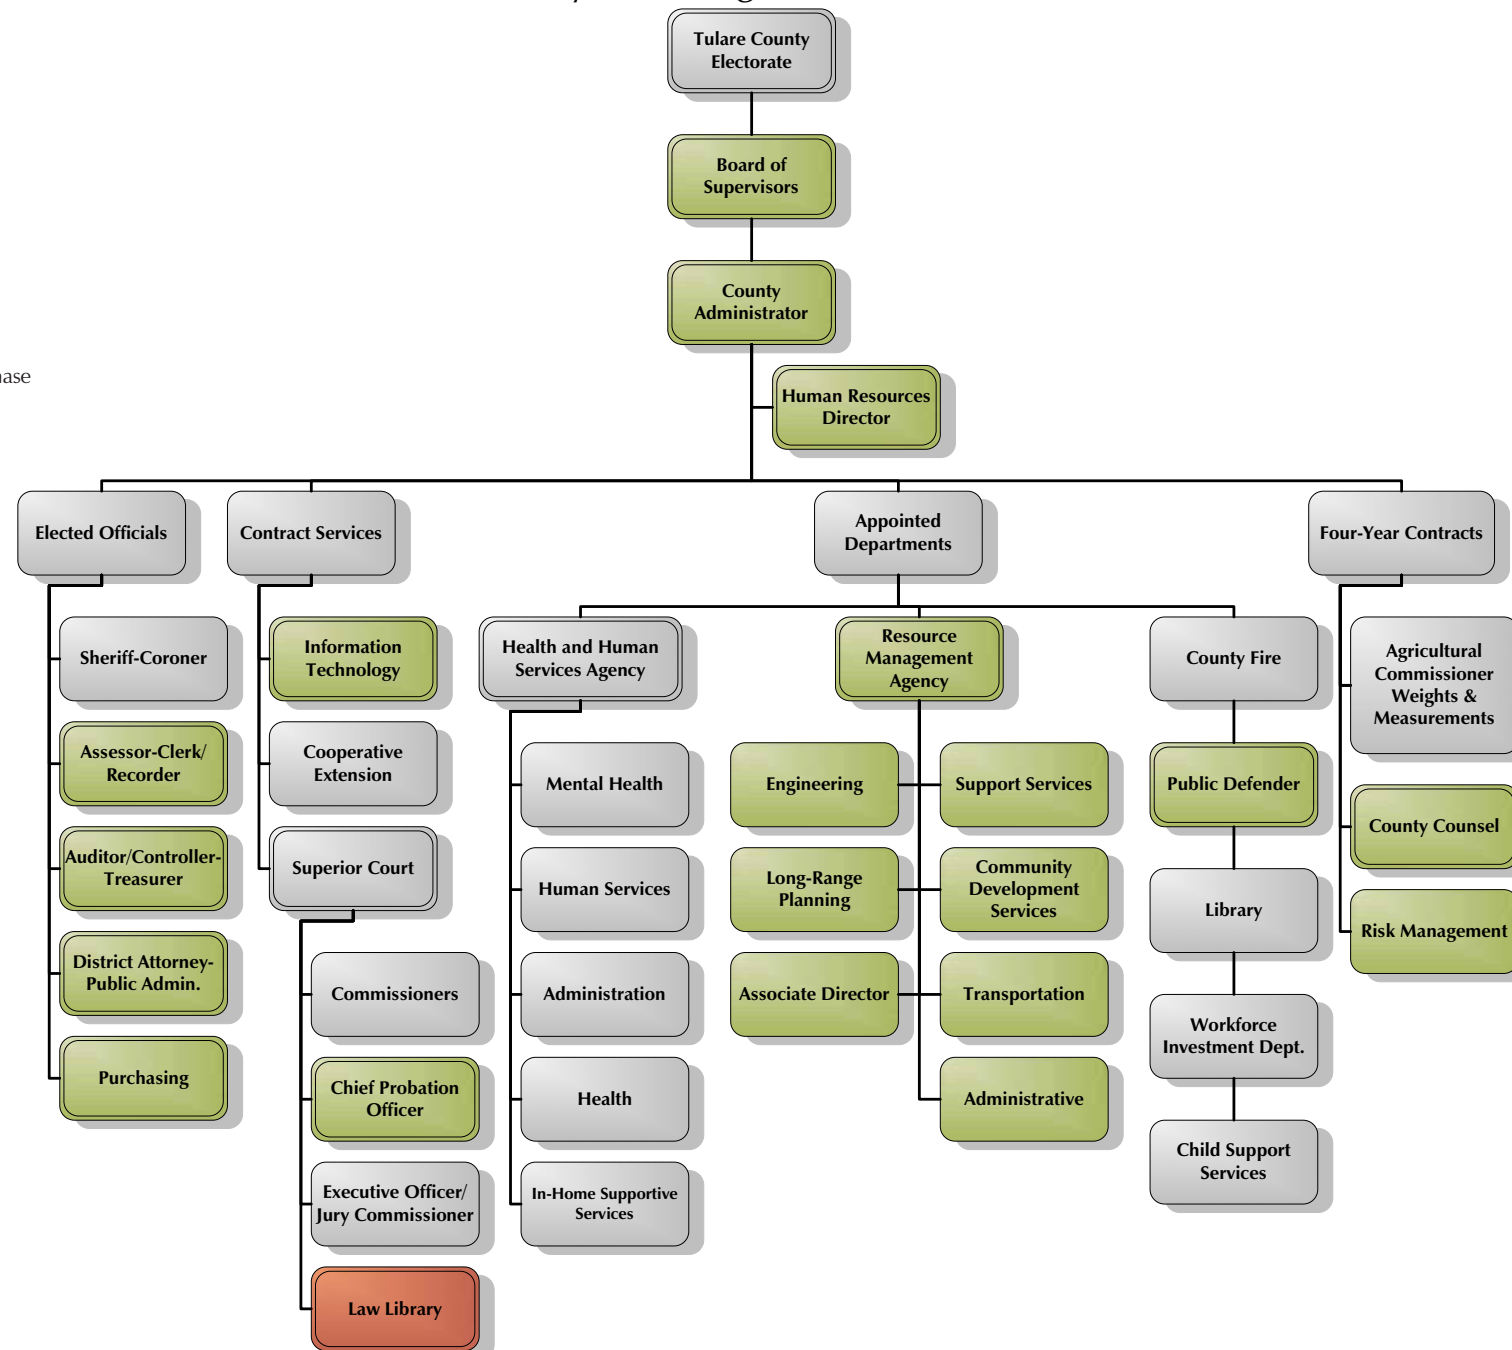 Tulare County
Electorate
Board of
Supervisors
County
Administrator
Human Resources
Director
Elected Officials
Contract Services
Appointed
Departments
Four-Year Contracts
Sheriff-Coroner
Assessor-Clerk/
Recorder
Auditor/Controller-
Treasurer
District Attorney-
Public Admin.
Purchasing
Information
Technology
Cooperative
Extension
Superior Court
Commissioners
Chief Probation
Officer
Executive Officer/
Jury Commissioner
Law Library
Health and Human
Services Agency
Mental Health
Human Services
Administration
Health
In-Home Supportive
Services
Resource
Management
Agency
Engineering
Support Services
Long-Range
Planning
Community
Development
Services
Associate Director
Transportation
Administrative
County Fire
Public Defender
Library
Workforce
Investment Dept.
Child Support
Services
Agricultural
Commissioner
Weights &
Measurements
County Counsel
Risk Management